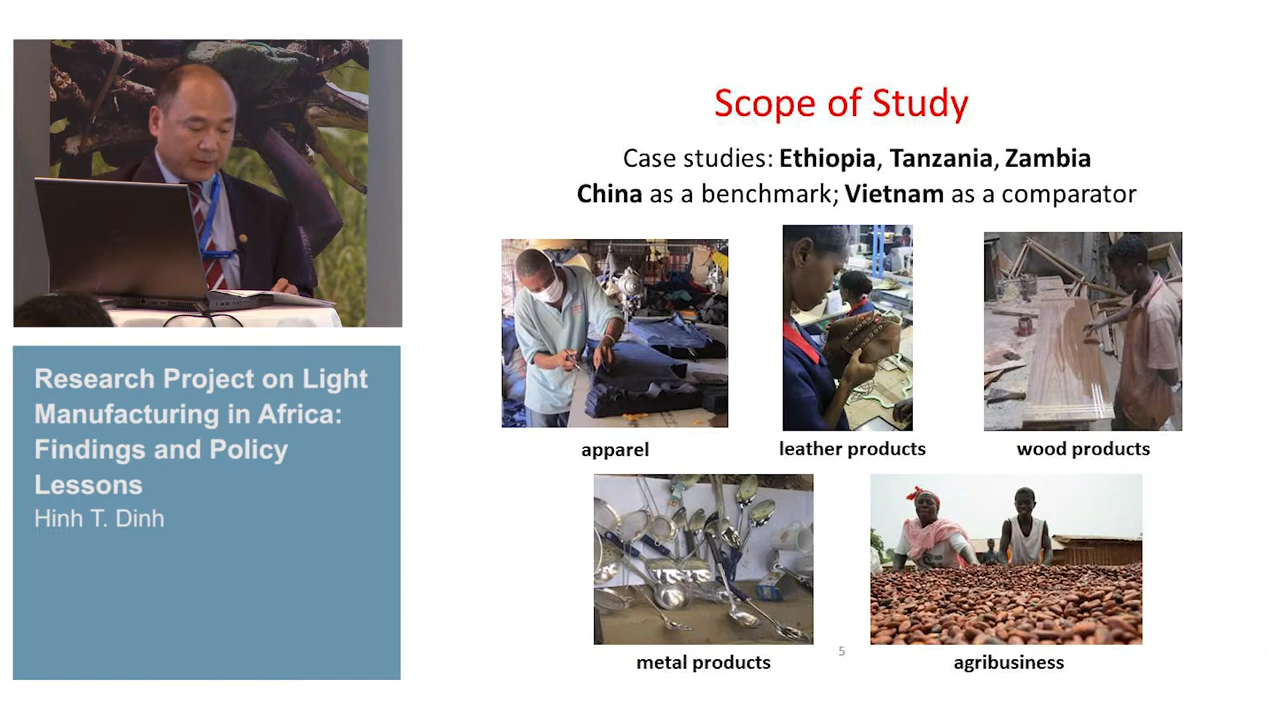 Research Project on Light
Manufacturing in Africa:
Findings and Policy
Lessons
Hinh T. Dinh
Scope of Study
Case studies: Ethiopia, Tanzania, Zambia
China as a benchmark; Vietnam as a comparator
apparel
leather products
wood products
metal products
agribusiness
5